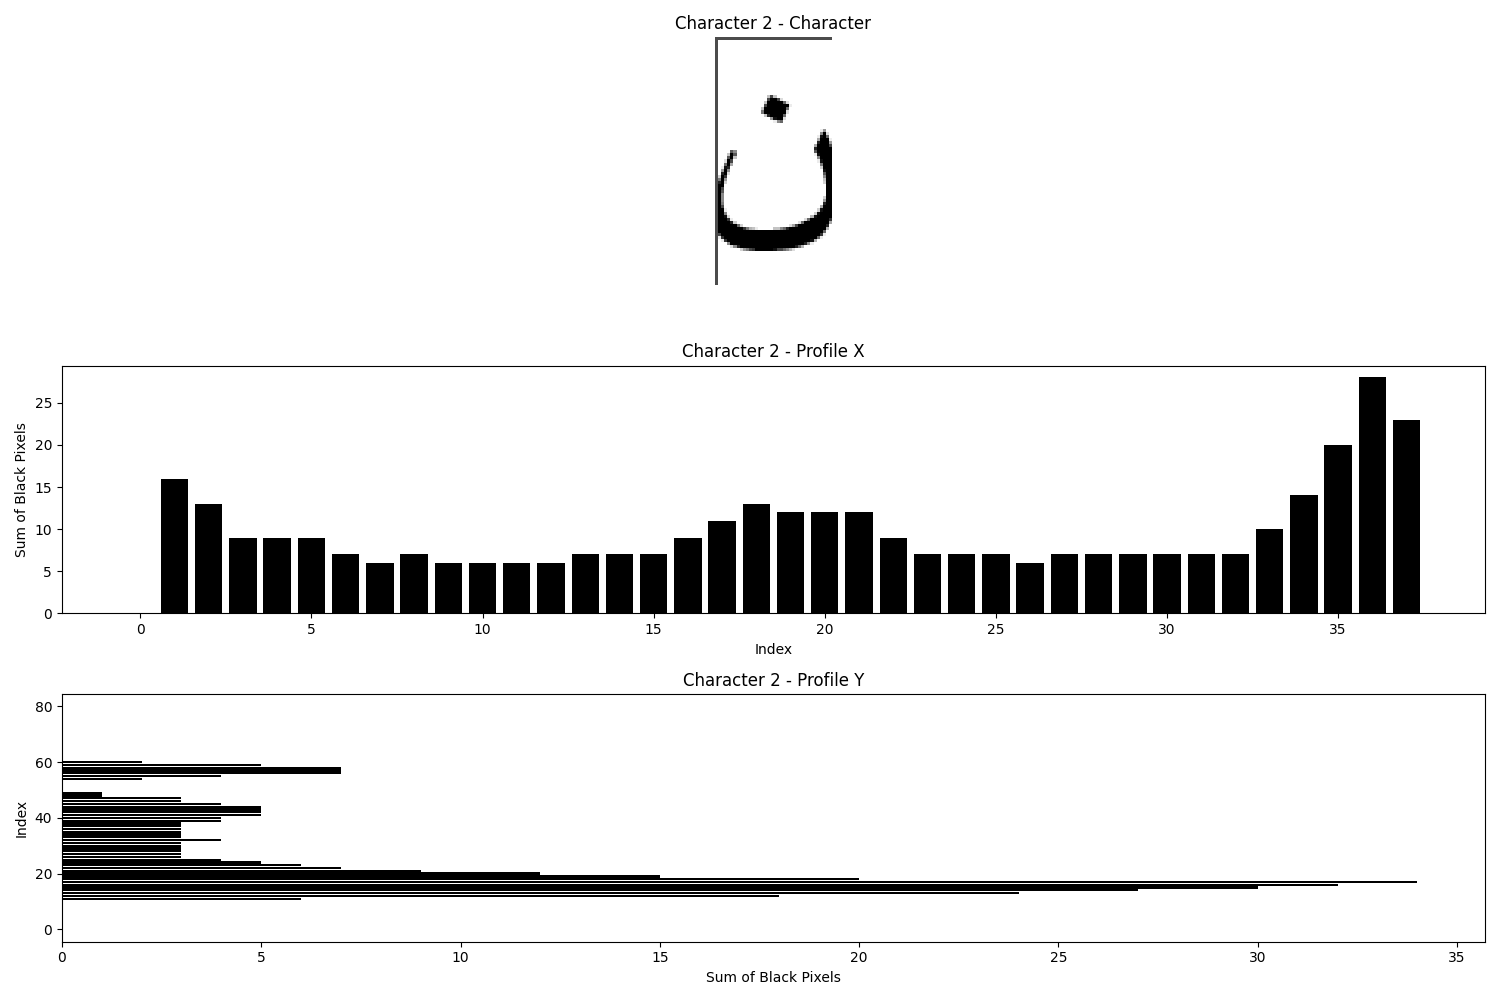 Character 2 - Character
ن
Character 2 - Profile X
25
20
15
10
5
0
Sum of Black Pixels
0 5 10 15 20 25 30 35
Index
Character 2 - Profile Y
80
60
40
20
0
Index
0 5 10 15 20 25 30 35
Sum of Black Pixels